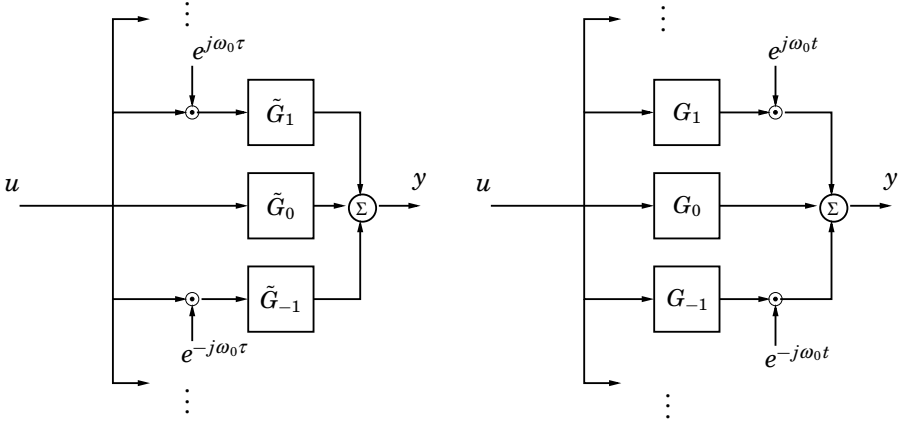 ⋮
e^{jω₀τ}
G̃₁
u
G̃₀
Σ
y
G̃₋₁
e^{-jω₀τ}
⋮
⋮
e^{jω₀t}
G₁
u
G₀
Σ
y
G₋₁
e^{-jω₀t}
⋮